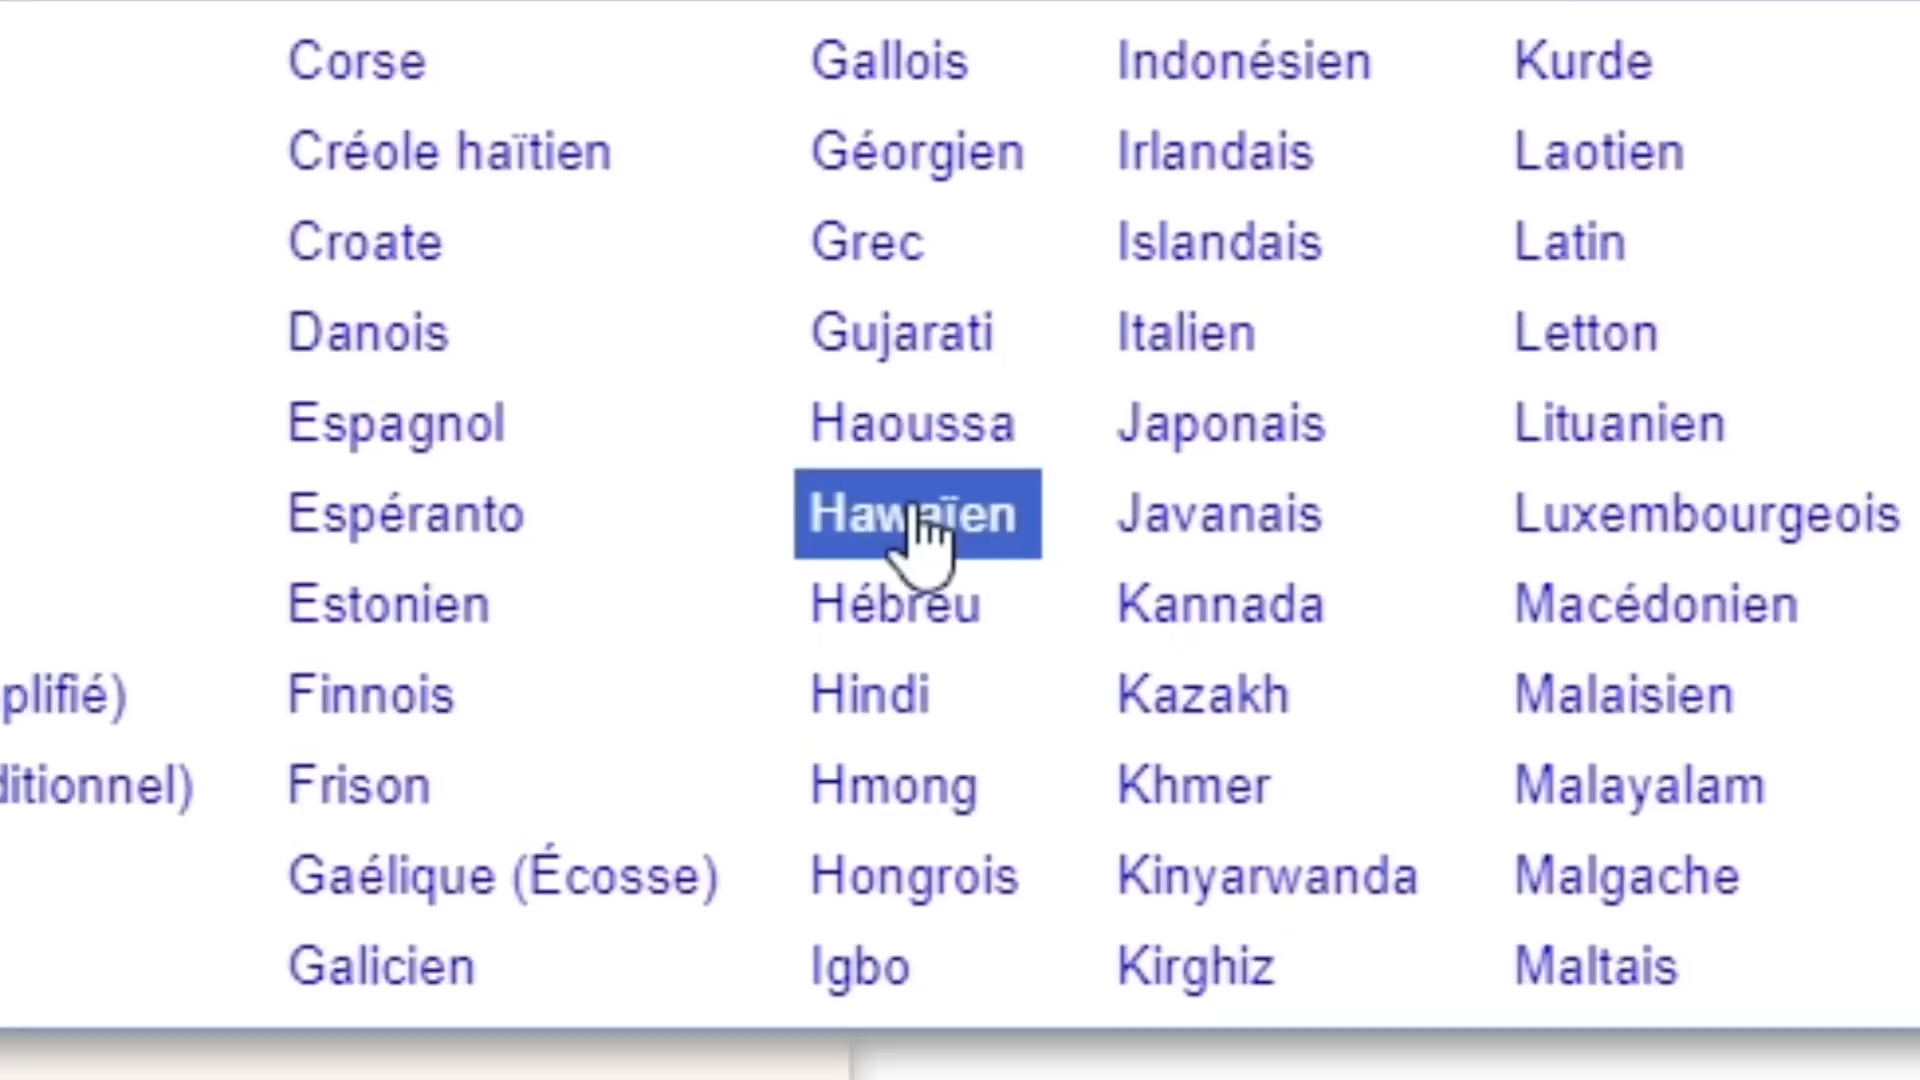 Corse
Créole haïtien
Croate
Danois
Espagnol
Espéranto
Estonien
plifié) Finnois
ditionnel) Frison
Gaélique (Écosse)
Galicien
Gallois
Géorgien
Grec
Gujarati
Haoussa
Hawaïen
Hébreu
Hindi
Hmong
Hongrois
Igbo
Indonésien
Irlandais
Islandais
Italien
Japonais
Javanais
Kannada
Kazakh
Khmer
Kinyarwanda
Kirghiz
Kurde
Laotien
Latin
Letton
Lituanien
Luxembourgeois
Macédonien
Malaisien
Malayalam
Malgache
Maltais